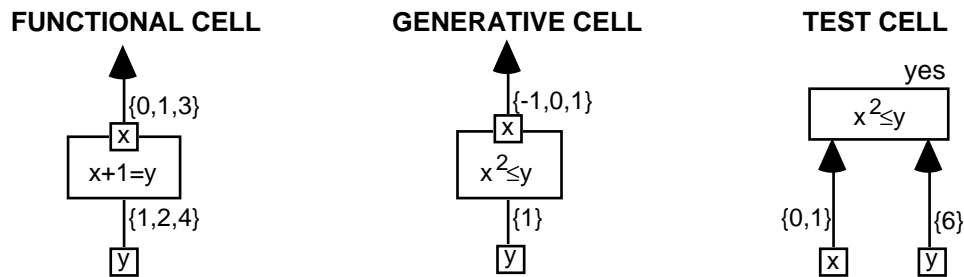 FUNCTIONAL CELL
{0,1,3}
x
x+1=y
{1,2,4}
y
GENERATIVE CELL
{-1,0,1}
x
x²≤y
{1}
y
TEST CELL
yes
x²≤y
{0,1}
{6}
x
y